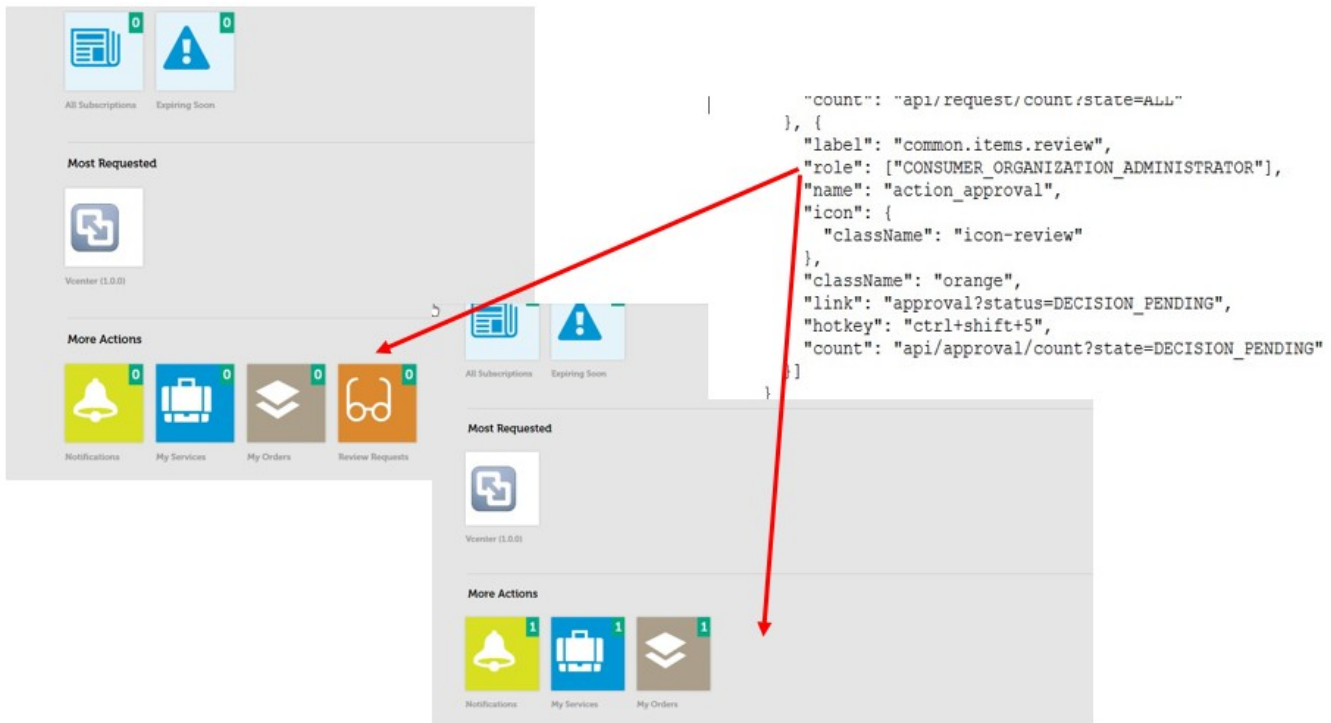 0 0
All Subscriptions Expiring Soon
Most Requested
Vcenter (1.0.0)
More Actions
0 0 0 0
Notifications My Services My Orders Review Requests
"count": "api/request/count?state=ALL"
}, {
"label": "common.items.review",
"role": ["CONSUMER_ORGANIZATION_ADMINISTRATOR"],
"name": "action_approval",
"icon": {
"className": "icon-review"
},
"className": "orange",
"link": "approval?status=DECISION_PENDING",
"hotkey": "ctrl+shift+5",
"count": "api/approval/count?state=DECISION_PENDING"
}]
}
All Subscriptions Expiring Soon
Most Requested
Vcenter (1.0.0)
More Actions
1 1 1
Notifications My Services My Orders